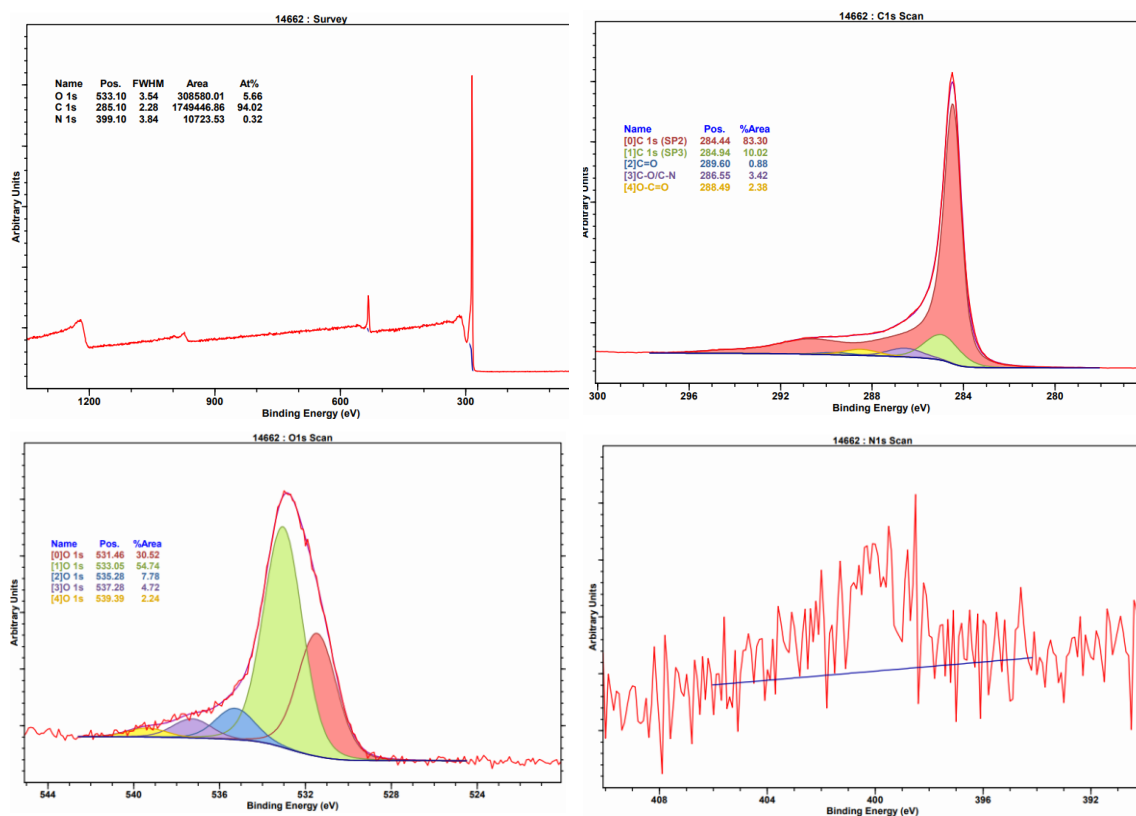 14662 : Survey
Name Pos. FWHM Area At%
O 1s 533.10 3.54 308580.01 5.66
C 1s 285.10 2.28 1749446.86 94.02
N 1s 399.10 3.84 10723.53 0.32
Arbitrary Units
1200 900 600 300
Binding Energy (eV)
14662 : C1s Scan
Name Pos. %Area
[0]C 1s (SP2) 284.44 83.30
[1]C 1s (SP3) 284.94 10.02
[2]C=O 289.60 0.88
[3]C-O/C-N 286.55 3.42
[4]O-C=O 288.49 2.38
Arbitrary Units
300 296 292 288 284 280
Binding Energy (eV)
14662 : O1s Scan
Name Pos. %Area
[0]O 1s 531.46 30.52
[1]O 1s 533.05 54.74
[2]O 1s 535.28 7.78
[3]O 1s 537.28 4.72
[4]O 1s 539.39 2.24
Arbitrary Units
544 540 536 532 528 524
Binding Energy (eV)
14662 : N1s Scan
Arbitrary Units
408 404 400 396 392
Binding Energy (eV)